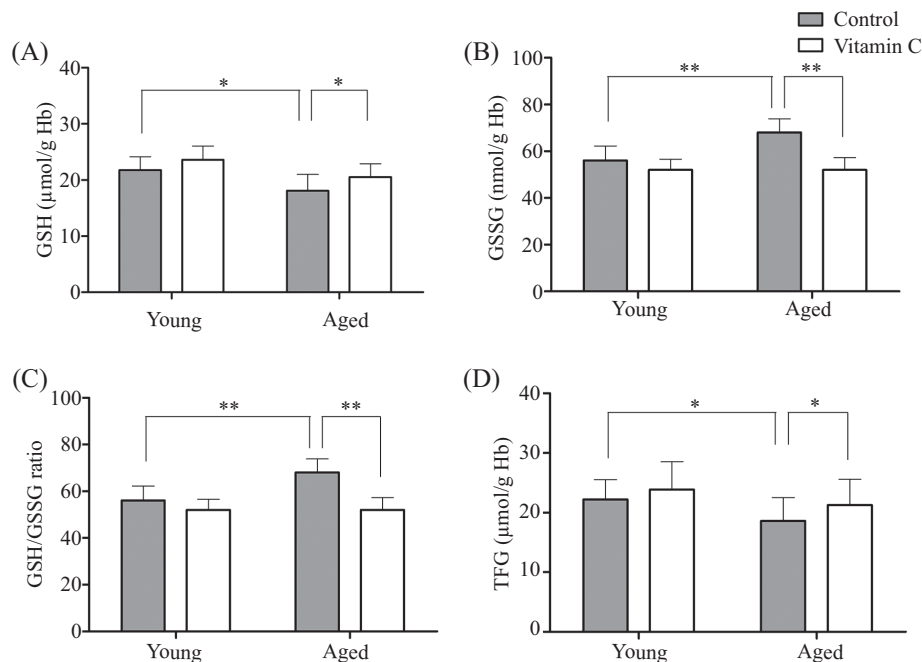 Control
Vitamin C
(A)
GSH (µmol/g Hb)
40
30
20
10
0
*
*
Young
Aged
(B)
GSSG (nmol/g Hb)
100
80
60
40
20
0
**
**
Young
Aged
(C)
GSH/GSSG ratio
100
80
60
40
20
0
**
**
Young
Aged
(D)
TFG (µmol/g Hb)
40
30
20
10
0
*
*
Young
Aged